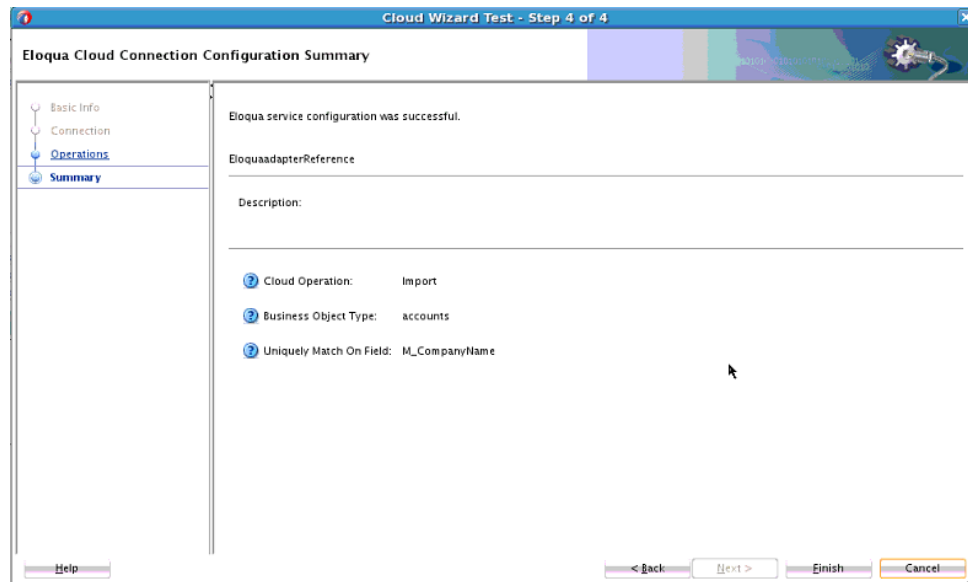 Cloud Wizard Test - Step 4 of 4
Eloqua Cloud Connection Configuration Summary
Basic Info
Connection
Operations
Summary
Eloqua service configuration was successful.
EloquaadapterReference
Description:
Cloud Operation: Import
Business Object Type: accounts
Uniquely Match On Field: M_CompanyName
Help
< Back
Next >
Finish
Cancel